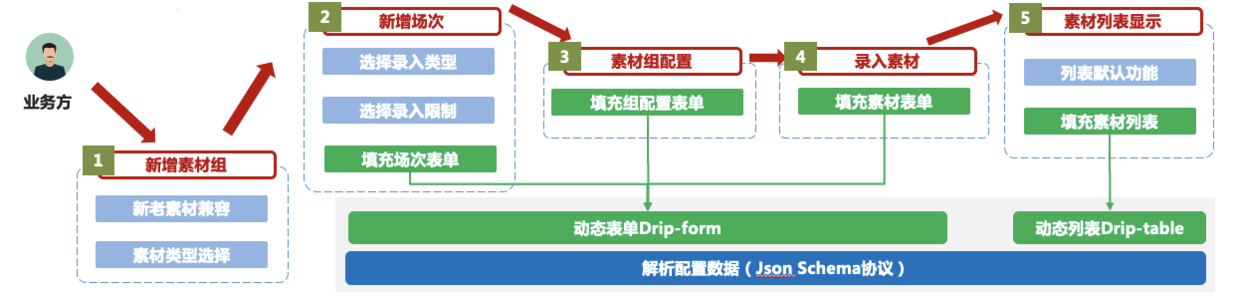 业务方
1
新增素材组
新老素材兼容
素材类型选择
2
新增场次
选择录入类型
选择录入限制
填充场次表单
3
素材组配置
填充组配置表单
4
录入素材
填充素材表单
5
素材列表显示
列表默认功能
填充素材列表
动态表单Drip-form
动态列表Drip-table
解析配置数据（Json Schema协议）